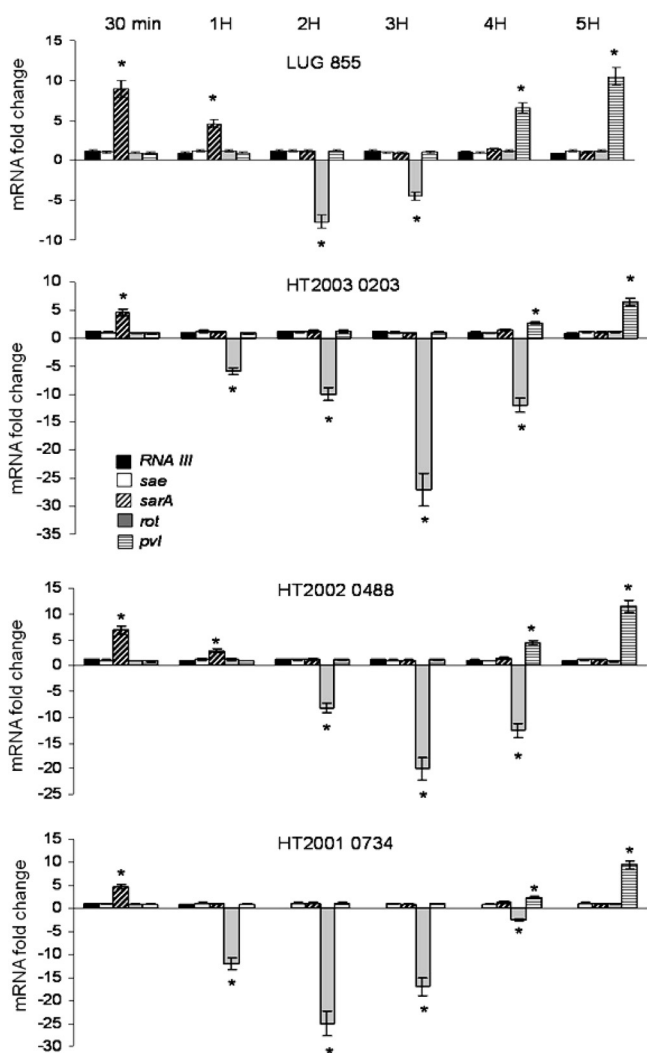 30 min 1H 2H 3H 4H 5H
LUG 855
mRNA fold change
15
10
5
0
-5
-10
* * * * * *
HT2003 0203
mRNA fold change
10
5
0
-5
-10
-15
-20
-25
-30
-35
* * * * * * *
RNA III
sae
sarA
rot
pvl
HT2002 0488
mRNA fold change
15
10
5
0
-5
-10
-15
-20
-25
* * * * * * * *
HT2001 0734
mRNA fold change
15
10
5
0
-5
-10
-15
-20
-25
-30
* * * * * * *